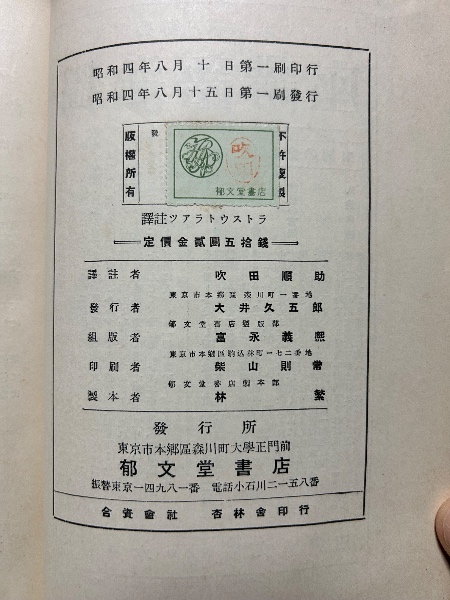 昭和四年八月十日第一刷印行
昭和四年八月十五日第一刷發行
版權所有
不許複製
郁文堂書店
譯註ツアラトウストラ
定價金貳圓五拾錢
譯註者 吹田順助
東京市本郷區森川町一番地
發行者 大井久五郎
郁文堂書店組版部
組版者 富永義熙
東京市本郷區駒込林町一七二番地
印刷者 柴山則常
郁文堂書店製本部
製本者 林繁
發行所
東京市本郷區森川町大學正門前
郁文堂書店
振替東京一四九八一番 電話小石川二一五八番
合資會社 杏林舍印行